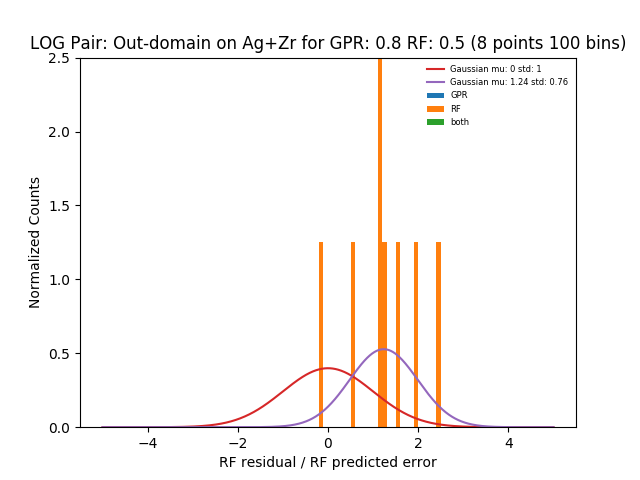 LOG Pair: Out-domain on Ag+Zr for GPR: 0.8 RF: 0.5 (8 points 100 bins)
Gaussian mu: 0 std: 1
Gaussian mu: 1.24 std: 0.76
GPR
RF
both
Normalized Counts
2.5
2.0
1.5
1.0
0.5
0.0
−4
−2
0
2
4
RF residual / RF predicted error